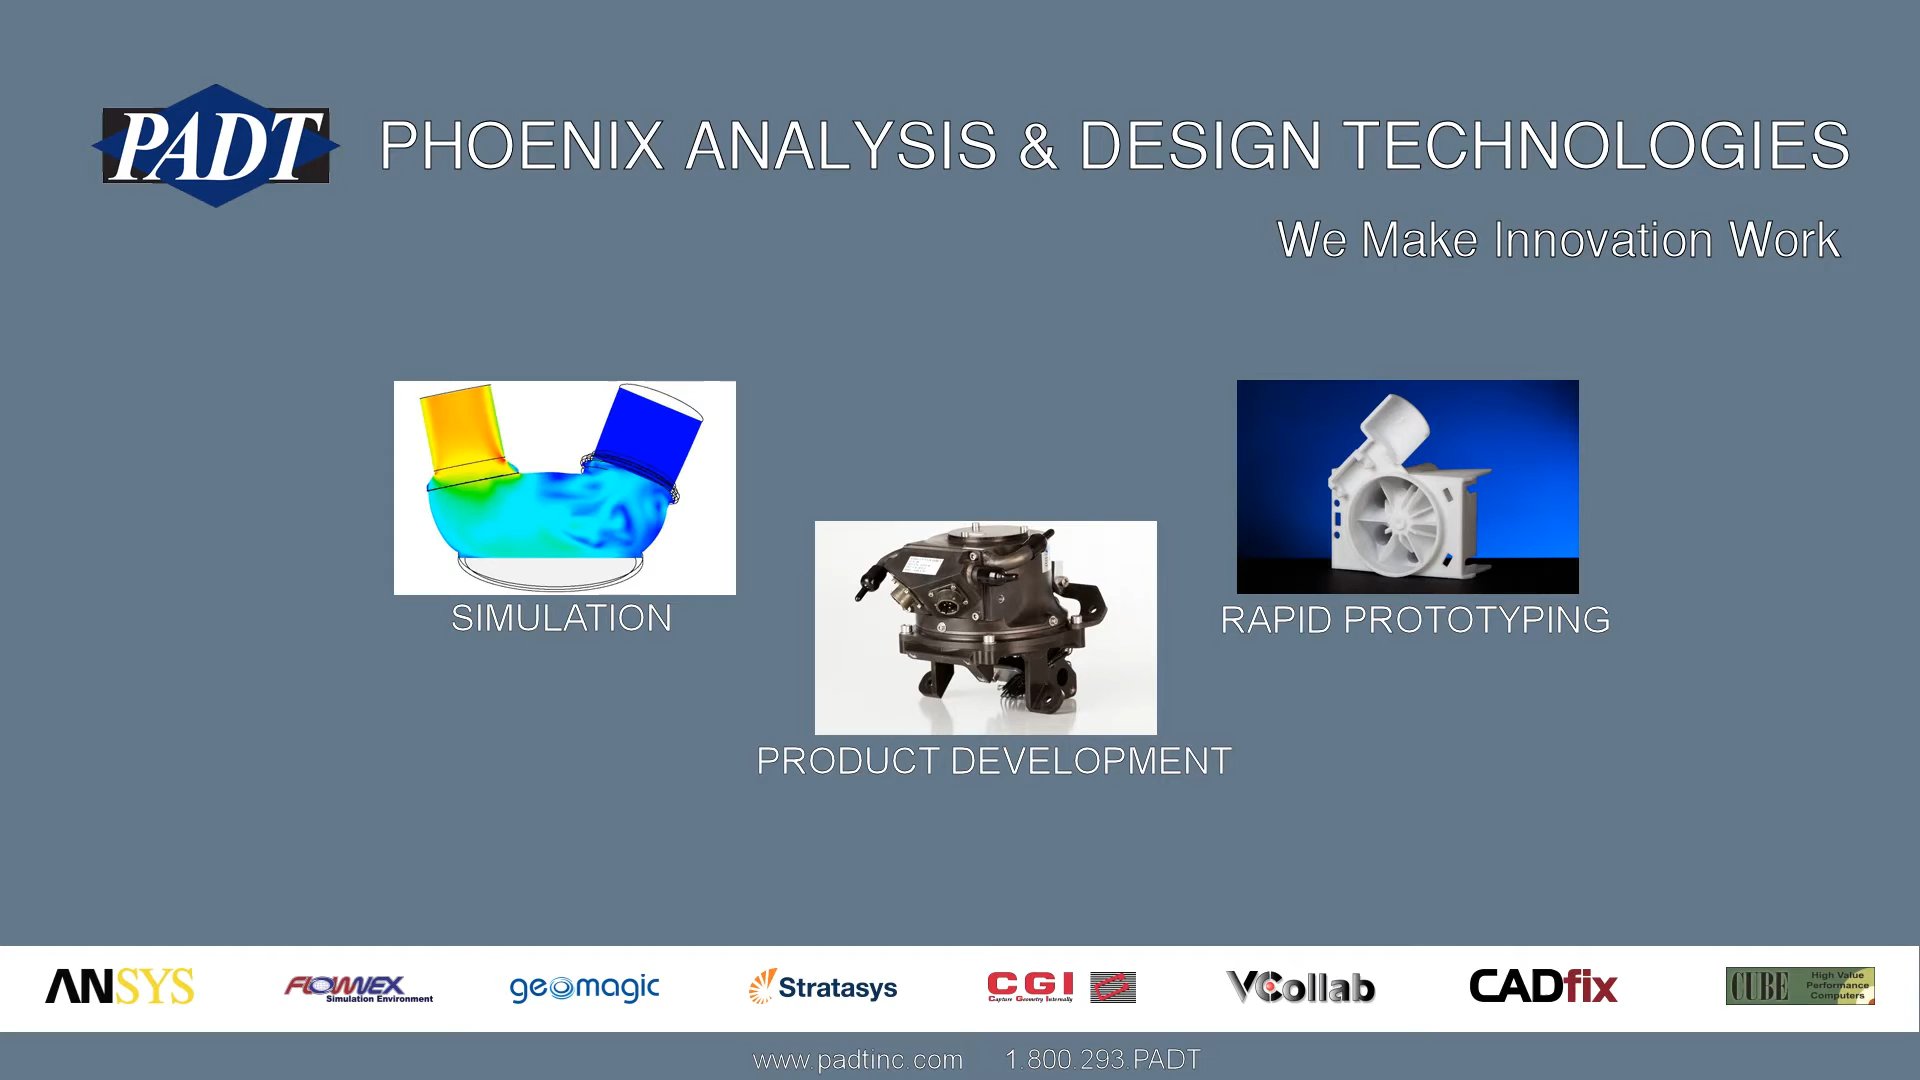 PADT
PHOENIX ANALYSIS & DESIGN TECHNOLOGIES
We Make Innovation Work
SIMULATION
RAPID PROTOTYPING
PRODUCT DEVELOPMENT
ANSYS
FLOWNEX
Simulation Environment
geomagic
Stratasys
CGI
Capture Geometry Internally
VCollab
CADfix
CUBE
High Value
Performance
Computers
www.padtinc.com 1.800.293.PADT